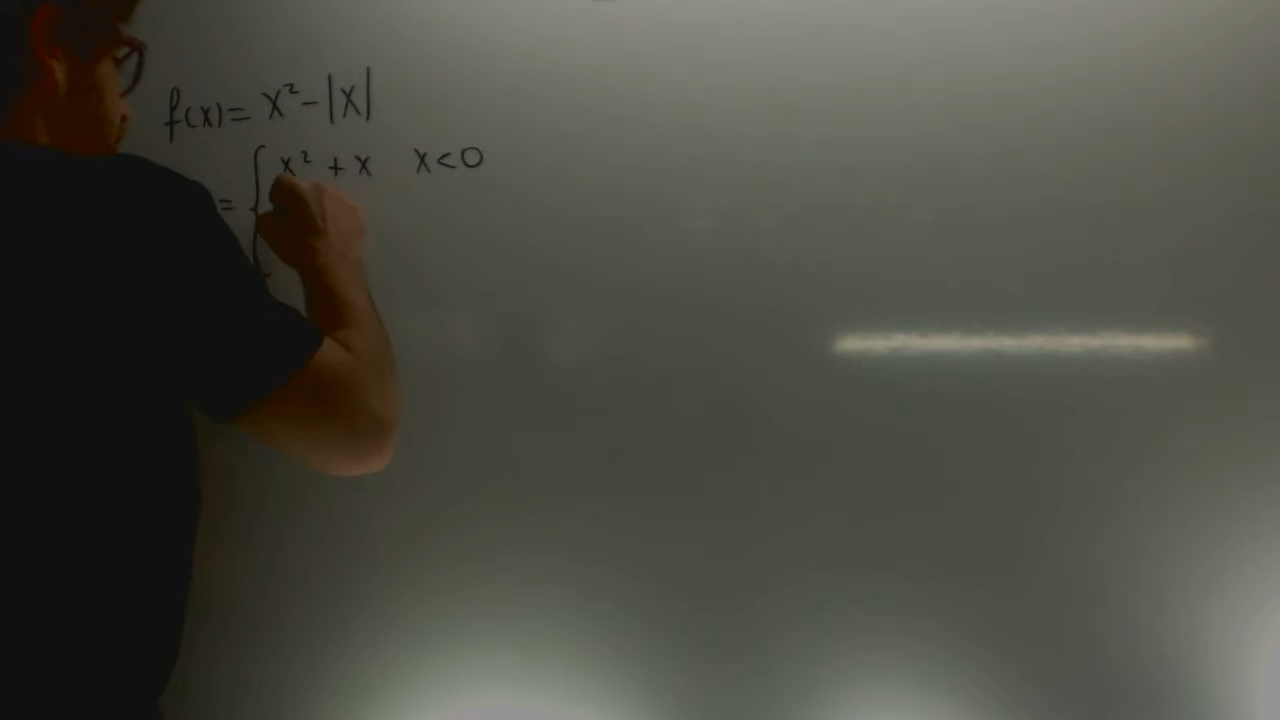 f(x) = x² - |x|
= { x² + x   x < 0